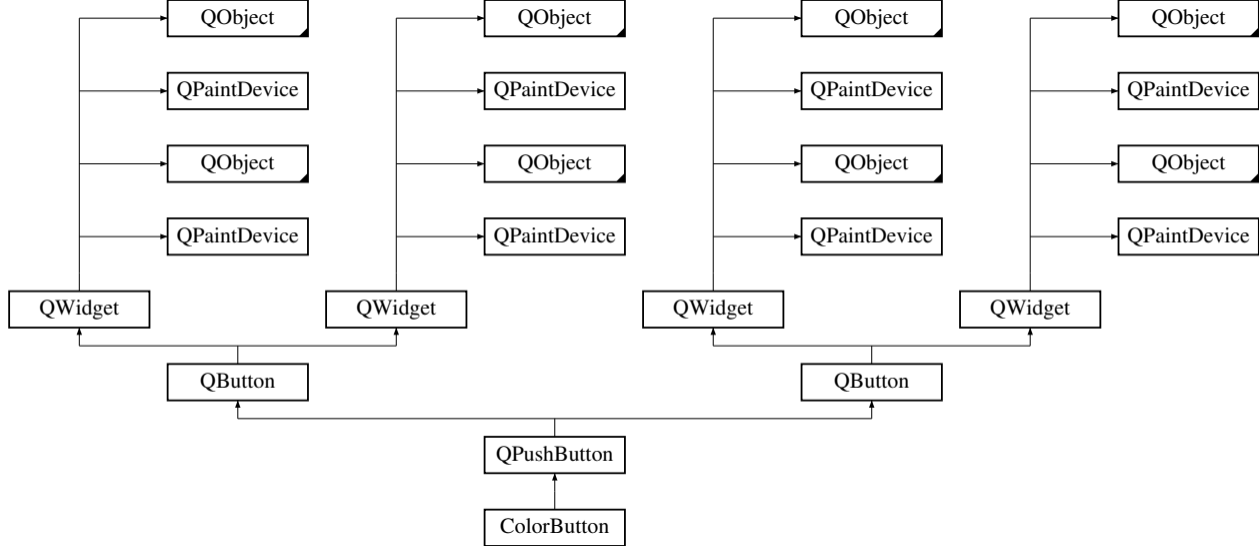 QObject QObject QObject QObject
QPaintDevice QPaintDevice QPaintDevice QPaintDevice
QObject QObject QObject QObject
QPaintDevice QPaintDevice QPaintDevice QPaintDevice
QWidget QWidget QWidget QWidget
QButton QButton
QPushButton
ColorButton